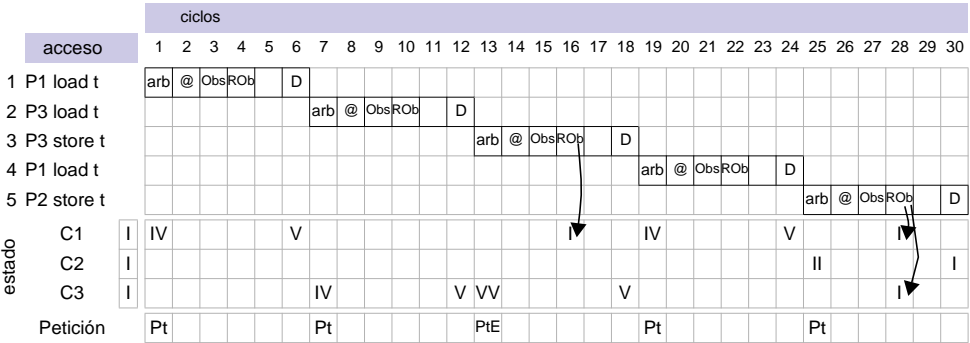 ciclos
acceso 1 2 3 4 5 6 7 8 9 10 11 12 13 14 15 16 17 18 19 20 21 22 23 24 25 26 27 28 29 30
1 P1 load t arb @ Obs ROb D
2 P3 load t arb @ Obs ROb D
3 P3 store t arb @ Obs ROb D
4 P1 load t arb @ Obs ROb D
5 P2 store t arb @ Obs ROb D
estado
C1 I IV V I IV V I
C2 I II I
C3 I IV V VV V I
Petición Pt Pt PtE Pt Pt